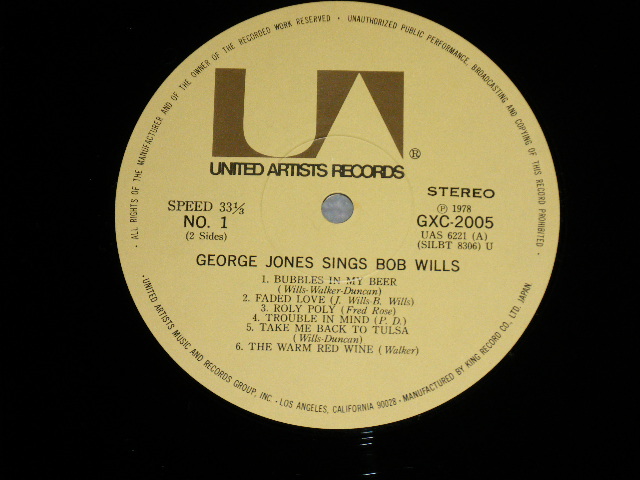 · ALL RIGHTS OF THE MANUFACTURER AND OF THE OWNER OF THE RECORDED WORK RESERVED · UNAUTHORIZED PUBLIC PERFORMANCE, BROADCASTING AND COPYING OF THIS RECORD PROHIBITED ·
UA ®
UNITED ARTISTS RECORDS
SPEED 33⅓
NO. 1
(2 Sides)
STEREO
Ⓟ 1978
GXC-2005
UAS 6221 (A)
(SILBT 8306) U
GEORGE JONES SINGS BOB WILLS
1. BUBBLES IN MY BEER
(Wills-Walker-Duncan)
2. FADED LOVE (J. Wills-B. Wills)
3. ROLY POLY (Fred Rose)
4. TROUBLE IN MIND (P. D.)
5. TAKE ME BACK TO TULSA
(Wills-Duncan)
6. THE WARM RED WINE (Walker)
· UNITED ARTISTS MUSIC AND RECORDS GROUP, INC. · LOS ANGELES, CALIFORNIA 90028 · MANUFACTURED BY KING RECORD CO., LTD. JAPAN